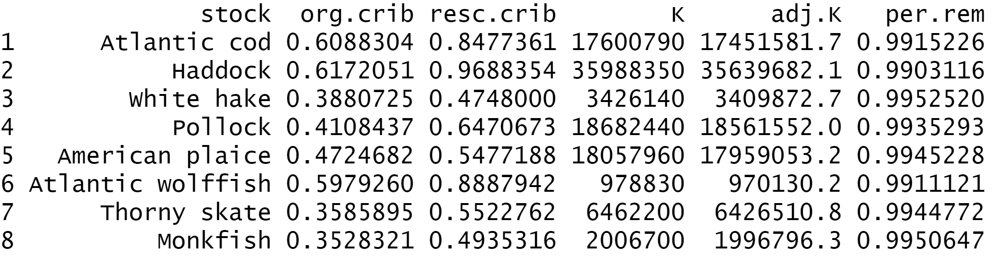 stock org.crib resc.crib K adj.K per.rem
1 Atlantic cod 0.6088304 0.8477361 17600790 17451581.7 0.9915226
2 Haddock 0.6172051 0.9688354 35988350 35639682.1 0.9903116
3 White hake 0.3880725 0.4748000 3426140 3409872.7 0.9952520
4 Pollock 0.4108437 0.6470673 18682440 18561552.0 0.9935293
5 American plaice 0.4724682 0.5477188 18057960 17959053.2 0.9945228
6 Atlantic wolffish 0.5979260 0.8887942 978830 970130.2 0.9911121
7 Thorny skate 0.3585895 0.5522762 6462200 6426510.8 0.9944772
8 Monkfish 0.3528321 0.4935316 2006700 1996796.3 0.9950647